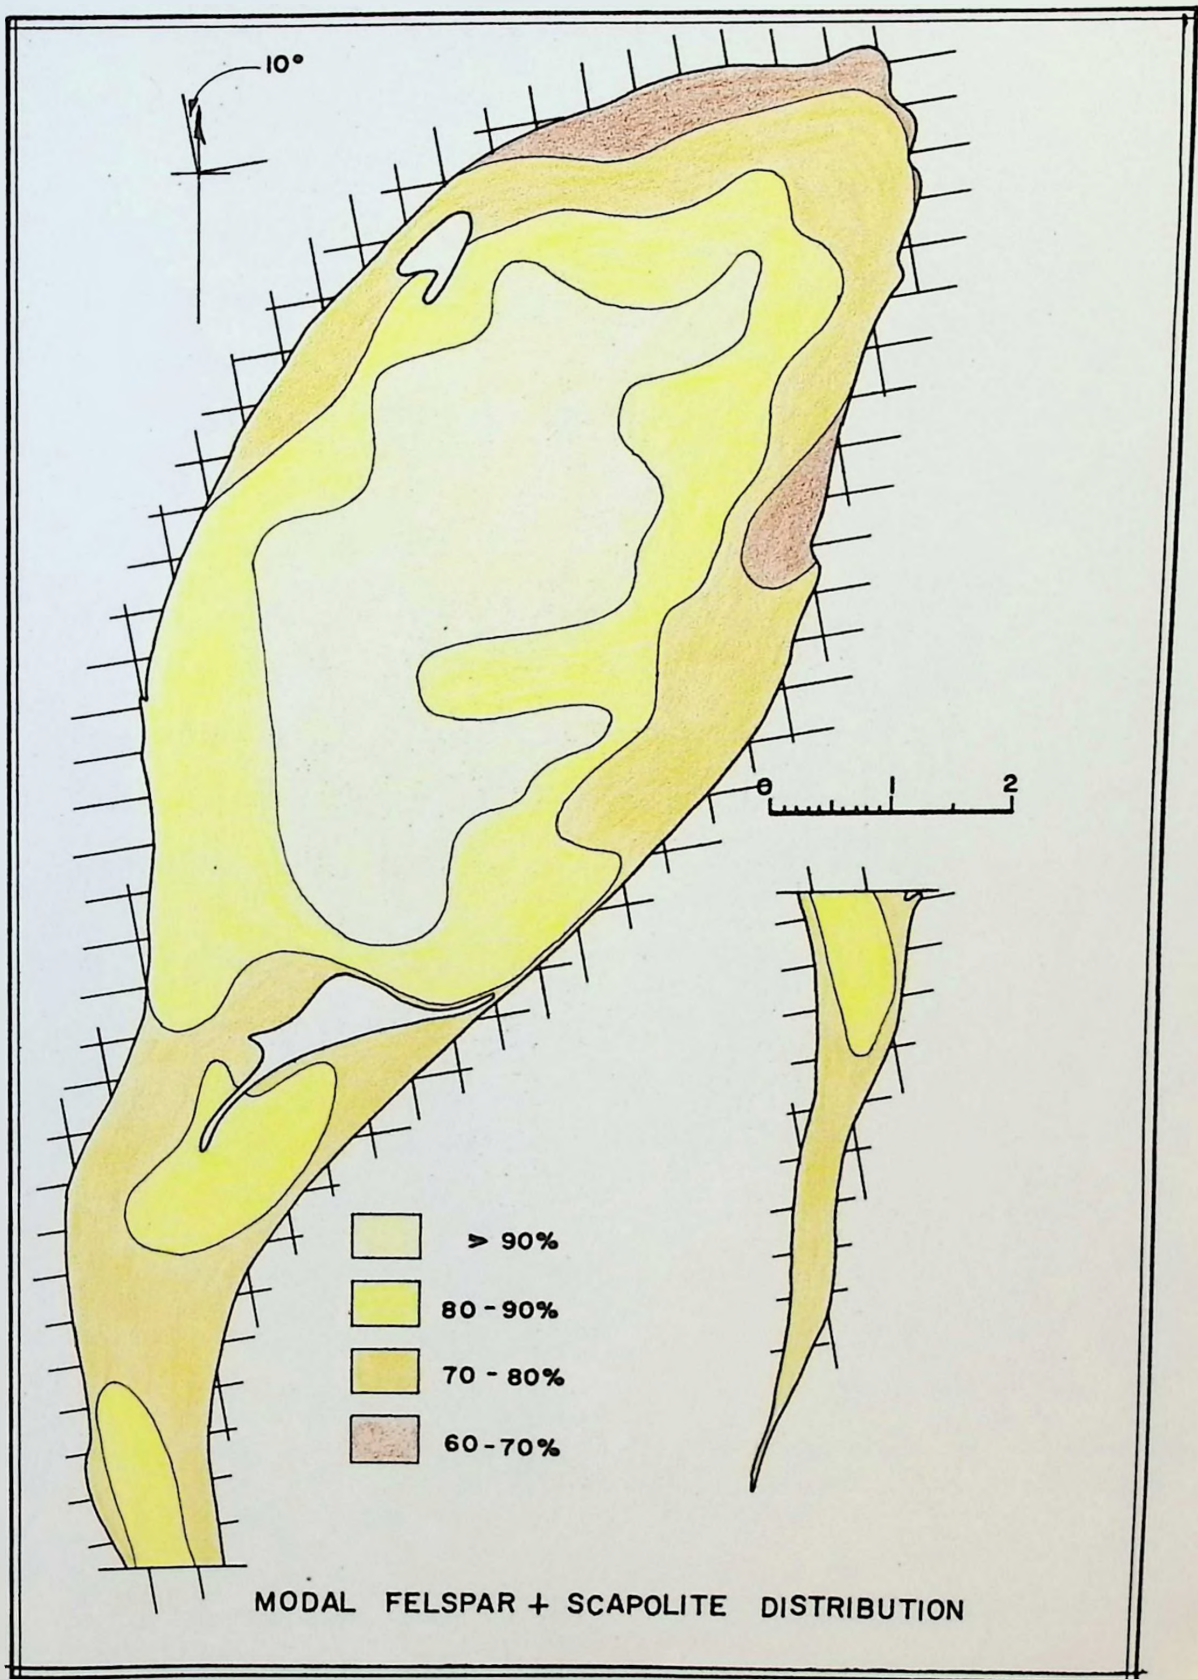 10°
0 1 2
> 90%
80 - 90%
70 - 80%
60 - 70%
MODAL FELSPAR + SCAPOLITE DISTRIBUTION